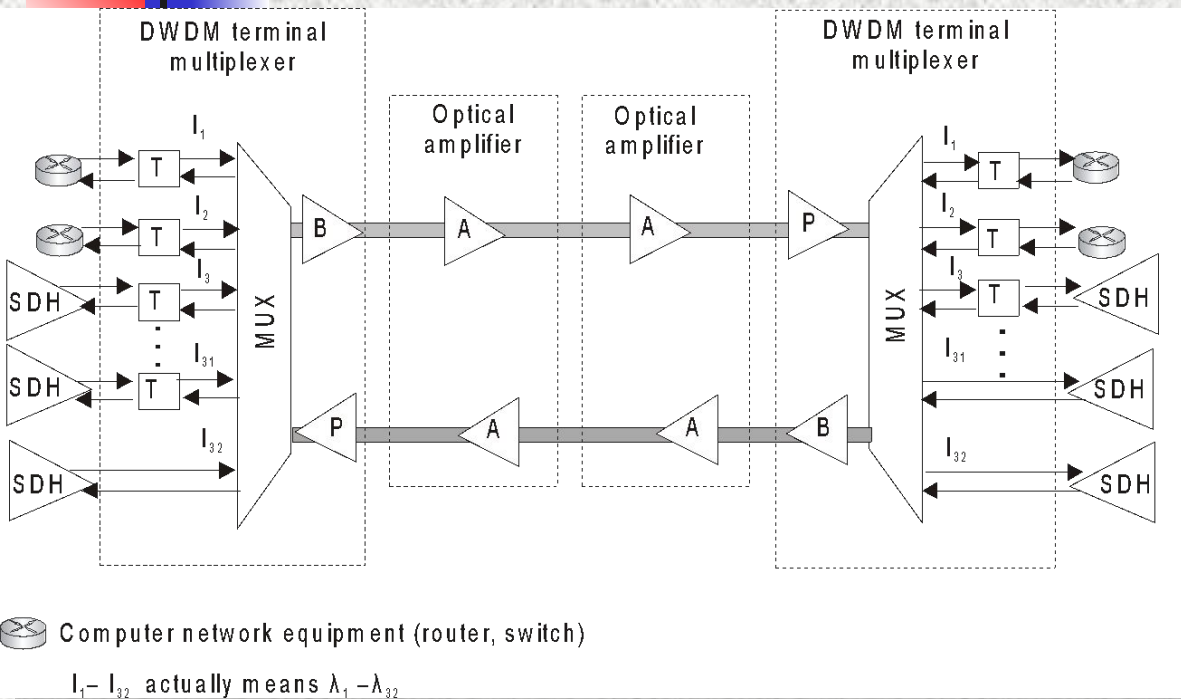 DWDM terminal
multiplexer
DWDM terminal
multiplexer
Optical
amplifier
Optical
amplifier
I₁
T
I₂
T
I₃
SDH
T
I₃₁
SDH
T
I₃₂
SDH
MUX
B
A
A
P
P
A
A
B
MUX
I₁
T
I₂
T
I₃
T
SDH
I₃₁
SDH
I₃₂
SDH
Computer network equipment (router, switch)
I₁– I₃₂ actually means λ₁ –λ₃₂